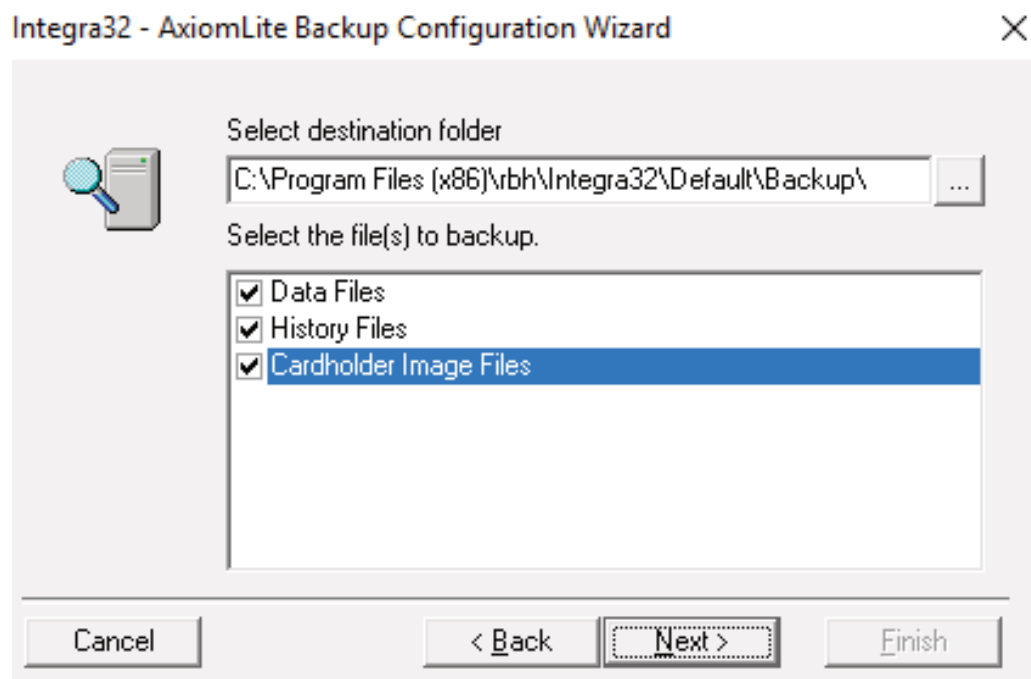 Integra32 - AxiomLite Backup Configuration Wizard
Select destination folder
C:\Program Files (x86)\rbh\Integra32\Default\Backup\ ...
Select the file(s) to backup.
Data Files
History Files
Cardholder Image Files
Cancel < Back Next > Finish